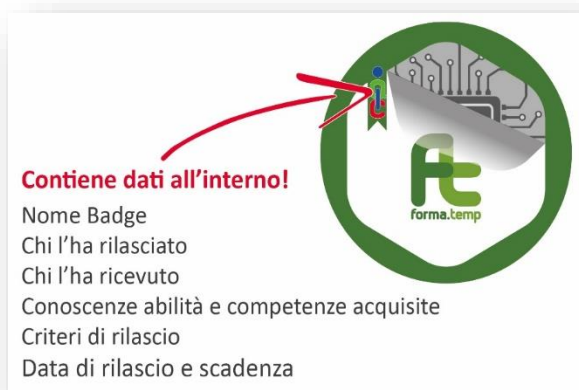 Contiene dati all’interno!
Nome Badge
Chi l’ha rilasciato
Chi l’ha ricevuto
Conoscenze abilità e competenze acquisite
Criteri di rilascio
Data di rilascio e scadenza
ft
forma.temp